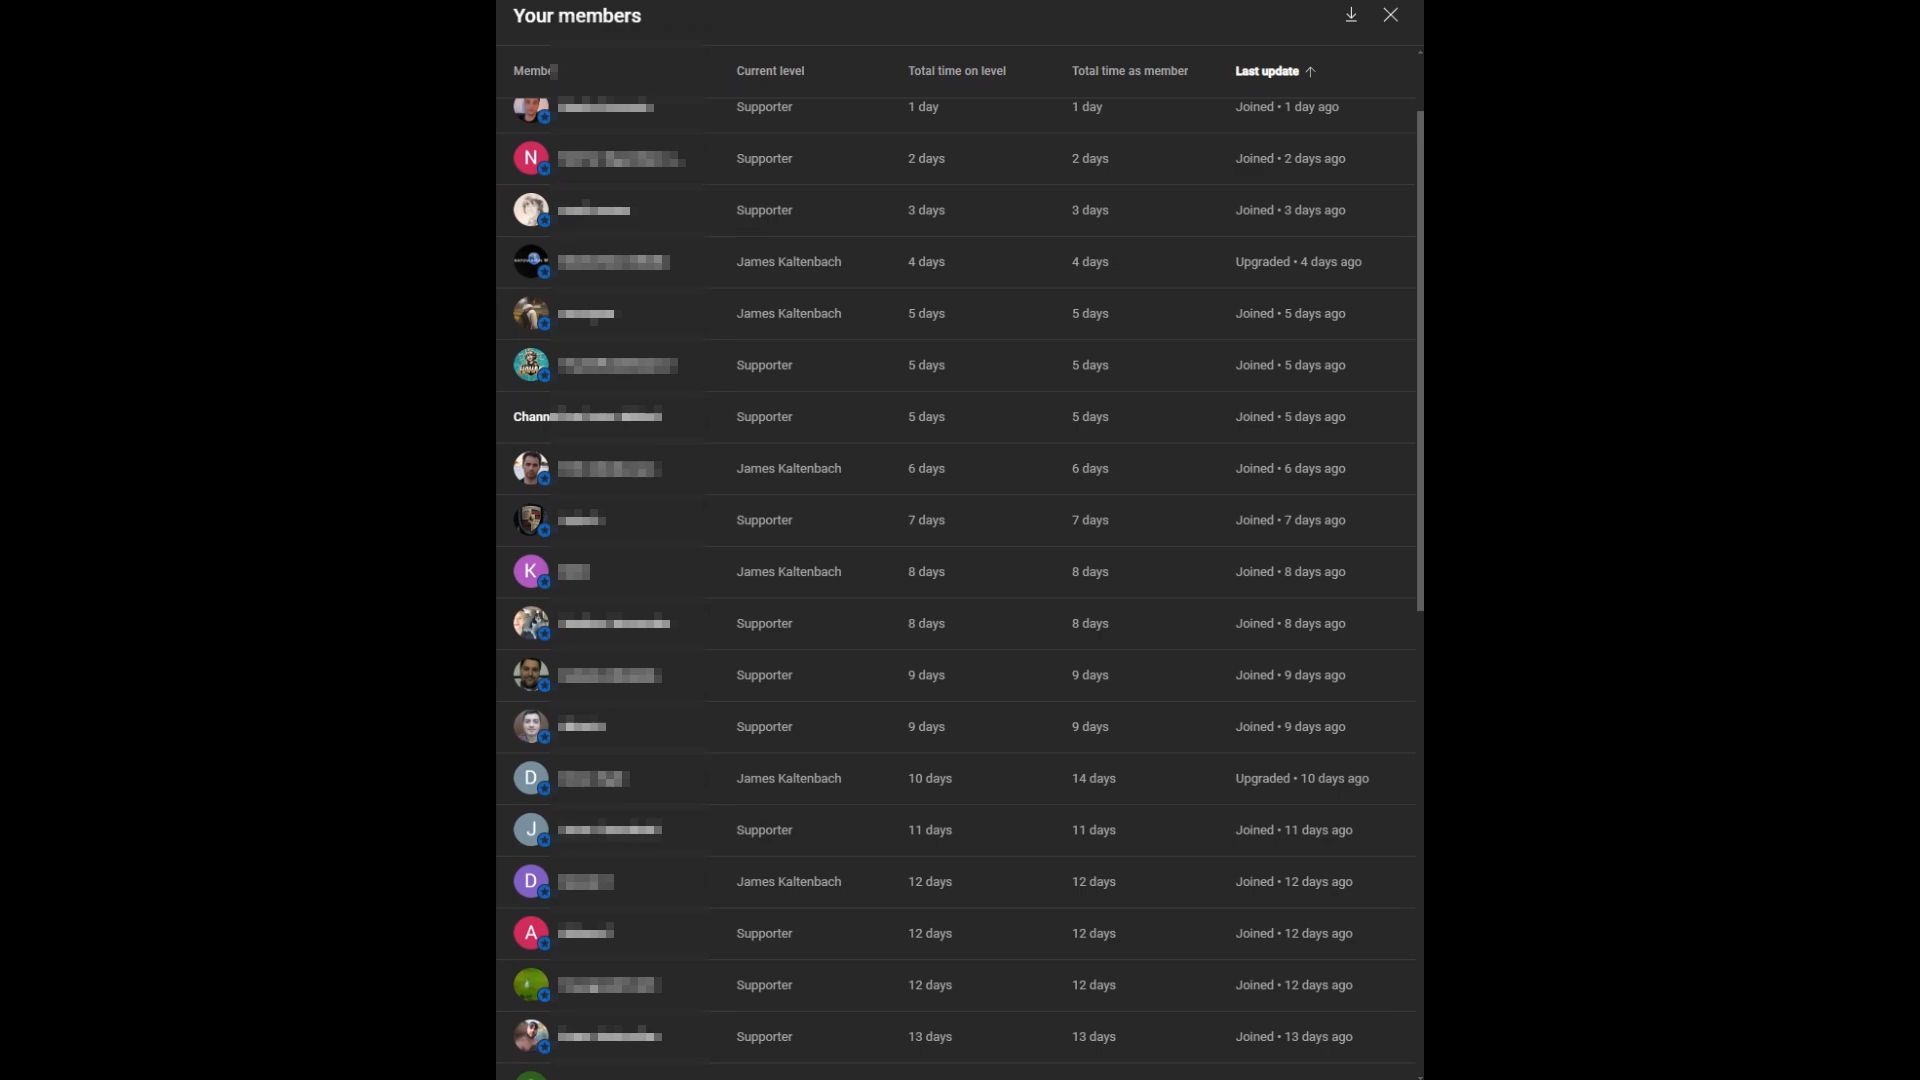 Your members
Membe Current level Total time on level Total time as member Last update
Supporter 1 day 1 day Joined • 1 day ago
N Supporter 2 days 2 days Joined • 2 days ago
Supporter 3 days 3 days Joined • 3 days ago
James Kaltenbach 4 days 4 days Upgraded • 4 days ago
James Kaltenbach 5 days 5 days Joined • 5 days ago
Supporter 5 days 5 days Joined • 5 days ago
Chann Supporter 5 days 5 days Joined • 5 days ago
James Kaltenbach 6 days 6 days Joined • 6 days ago
Supporter 7 days 7 days Joined • 7 days ago
K James Kaltenbach 8 days 8 days Joined • 8 days ago
Supporter 8 days 8 days Joined • 8 days ago
Supporter 9 days 9 days Joined • 9 days ago
Supporter 9 days 9 days Joined • 9 days ago
D James Kaltenbach 10 days 14 days Upgraded • 10 days ago
J Supporter 11 days 11 days Joined • 11 days ago
D James Kaltenbach 12 days 12 days Joined • 12 days ago
A Supporter 12 days 12 days Joined • 12 days ago
Supporter 12 days 12 days Joined • 12 days ago
Supporter 13 days 13 days Joined • 13 days ago